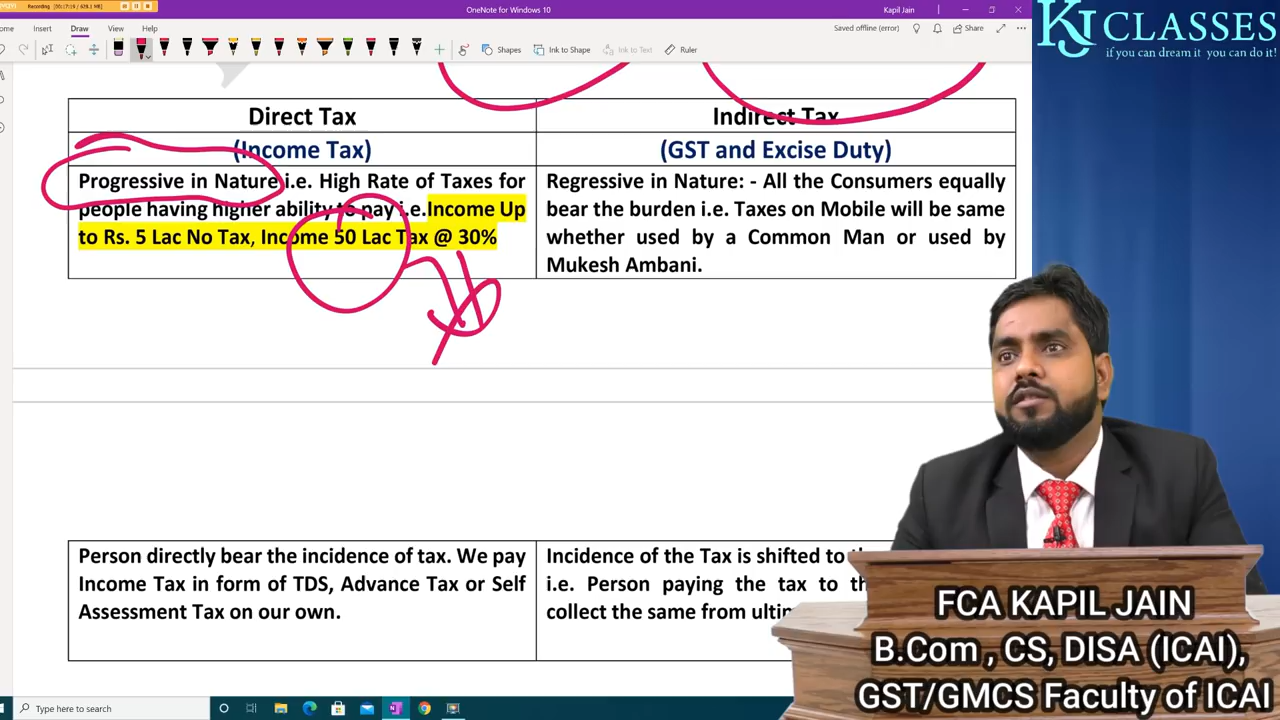 OneNote for Windows 10
Kapil Jain
Insert
Draw
View
Help
Saved offline (error)
Share
Shapes
Ink to Shape
Ink to Text
Ruler
KJ CLASSES
if you can dream it you can do it!
Direct Tax
Indirect Tax
(Income Tax)
(GST and Excise Duty)
Progressive in Nature i.e. High Rate of Taxes for
people having higher ability to pay i.e. Income Up
to Rs. 5 Lac No Tax, Income 50 Lac Tax @ 30%
Regressive in Nature: - All the Consumers equally
bear the burden i.e. Taxes on Mobile will be same
whether used by a Common Man or used by
Mukesh Ambani.
Person directly bear the incidence of tax. We pay
Income Tax in form of TDS, Advance Tax or Self
Assessment Tax on our own.
Incidence of the Tax is shifted to
i.e. Person paying the tax to
collect the same from
FCA KAPIL JAIN
B.Com , CS, DISA (ICAI),
GST/GMCS Faculty of ICAI
Type here to search